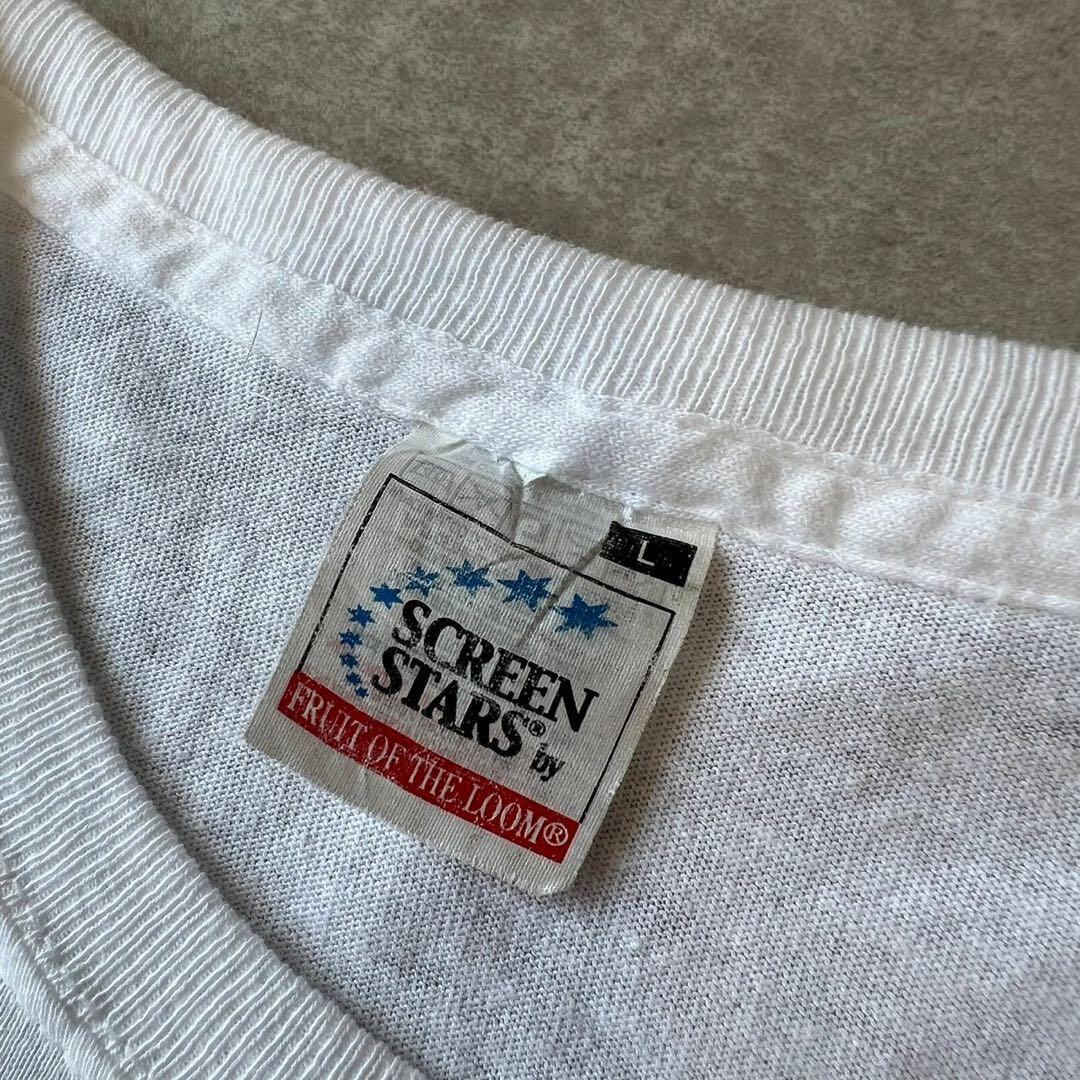 L
SCREEN
STARS®
by
FRUIT OF THE LOOM®